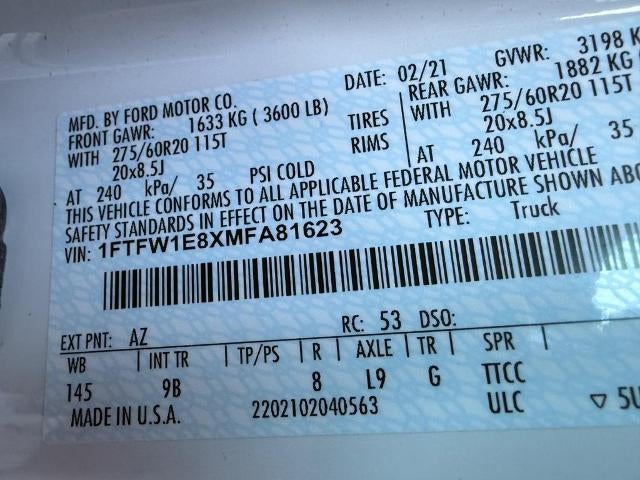 MFD. BY FORD MOTOR CO.
DATE: 02/21 GVWR: 3198 K
FRONT GAWR: 1633 KG ( 3600 LB) REAR GAWR: 1882 KG
WITH 275/60R20 115T TIRES WITH 275/60R20 115T
20x8.5J RIMS 20x8.5J
AT 240 kPa/ 35 PSI COLD AT 240 kPa/ 35
THIS VEHICLE CONFORMS TO ALL APPLICABLE FEDERAL MOTOR VEHICLE
SAFETY STANDARDS IN EFFECT ON THE DATE OF MANUFACTURE SHOWN ABO
VIN: 1FTFW1E8XMFA81623 TYPE: Truck
EXT PNT: AZ RC: 53 DSO:
WB INT TR TP/PS R AXLE TR SPR
145 9B 8 L9 G TTCC
MADE IN U.S.A. 2202102040563 ULC ▽ 5U